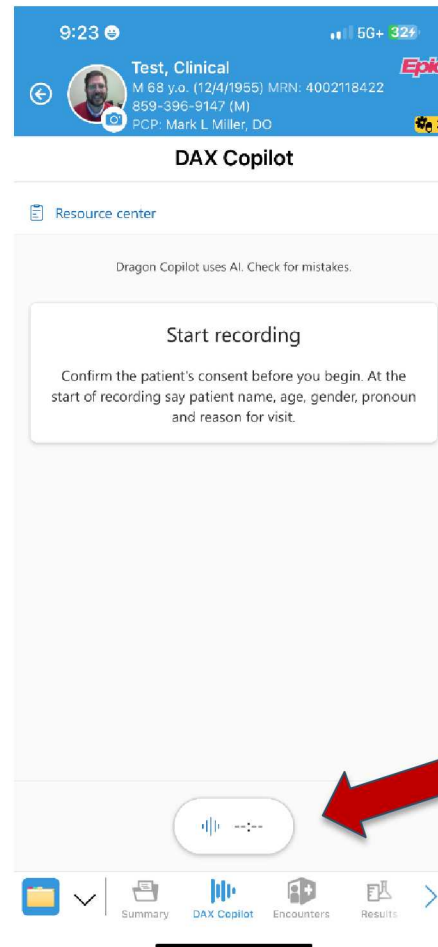 9:23
5G+ 32
Test, Clinical
Epic
M 68 y.o. (12/4/1955) MRN: 4002118422
859-396-9147 (M)
PCP: Mark L Miller, DO
DAX Copilot
Resource center
Dragon Copilot uses AI. Check for mistakes.
Start recording
Confirm the patient's consent before you begin. At the
start of recording say patient name, age, gender, pronoun
and reason for visit.
--:--
Summary
DAX Copilot
Encounters
Results